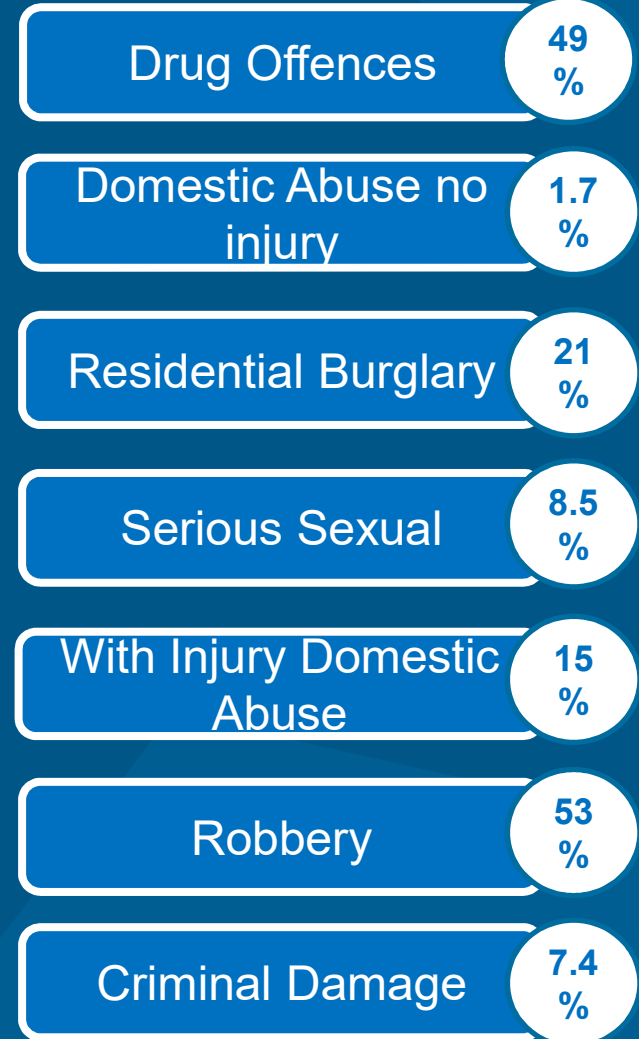 Drug Offences
49
%
Domestic Abuse no
injury
1.7
%
Residential Burglary
21
%
Serious Sexual
8.5
%
With Injury Domestic
Abuse
15
%
Robbery
53
%
Criminal Damage
7.4
%